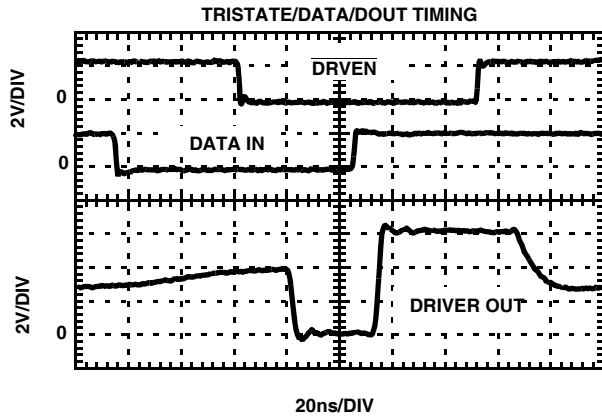 TRISTATE/DATA/DOUT TIMING
2V/DIV
0
DRVEN
DATA IN
0
2V/DIV
0
DRIVER OUT
20ns/DIV